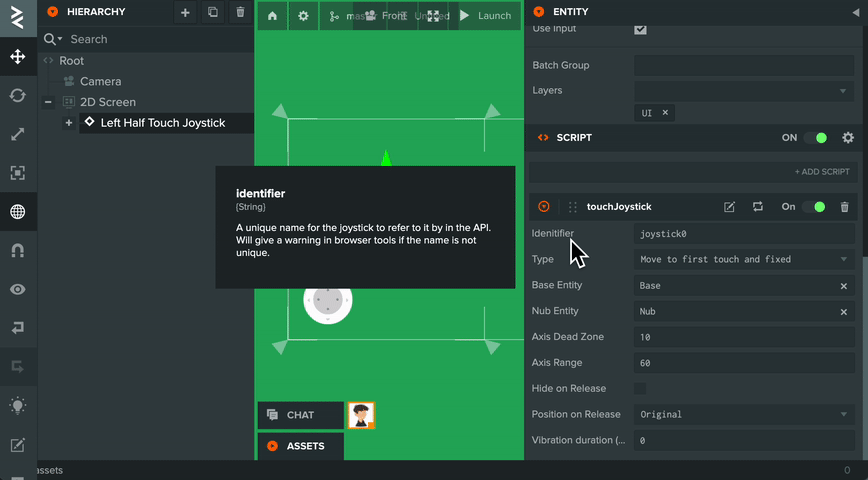 HIERARCHY
Search
Root
Camera
2D Screen
Left Half Touch Joystick
mas
Front
Launch
identifier
{String}
A unique name for the joystick to refer to it by in the API.
Will give a warning in browser tools if the name is not
unique.
CHAT
ASSETS
assets
0
ENTITY
Use Input
Batch Group
Layers
UI ×
SCRIPT
ON
+ ADD SCRIPT
touchJoystick
On
Idenitifier
joystick0
Type
Move to first touch and fixed
Base Entity
Base
Nub Entity
Nub
Axis Dead Zone
10
Axis Range
60
Hide on Release
Position on Release
Original
Vibration duration (...
0